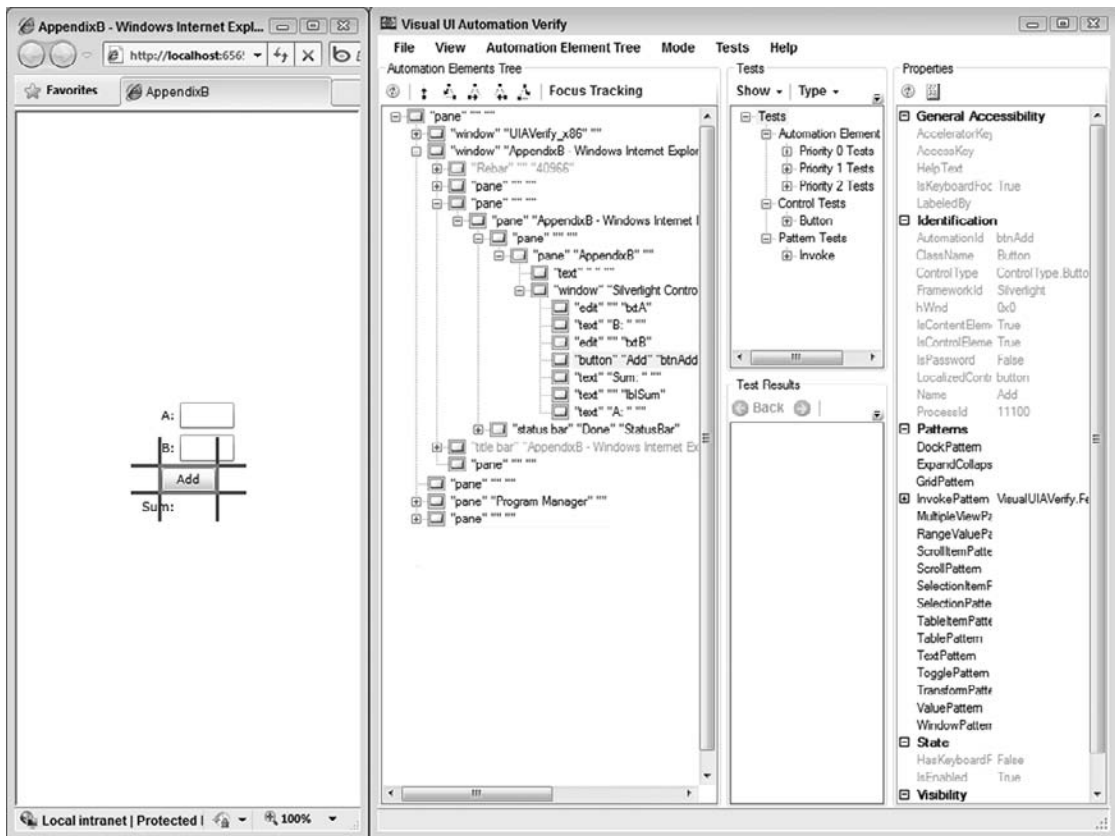 AppendixB - Windows Internet Expl...
http://localhost:656
Favorites
AppendixB
A:
B:
Add
Sum:
Local intranet | Protected
100%
Visual UI Automation Verify
File View Automation Element Tree Mode Tests Help
Automation Elements Tree
Focus Tracking
"pane" "" ""
"window" "UIAVerify_x86" ""
"window" "AppendixB - Windows Internet Explor
"Rebar" "" "40966"
"pane" "" ""
"pane" "" ""
"pane" "AppendixB - Windows Internet I
"pane" "" ""
"pane" "AppendixB" ""
"text" " " ""
"window" "Silverlight Contro
"edit" "" "txtA"
"text" "B: " ""
"edit" "" "txtB"
"button" "Add" "btnAdd
"text" "Sum: " ""
"text" "" "lblSum"
"text" "A: " ""
"status bar" "Done" "StatusBar"
"title bar" "AppendixB - Windows Internet Ex
"pane" "" ""
"pane" "" ""
"pane" "Program Manager" ""
"pane" "" ""
Tests
Show Type
Tests
Automation Element
Priority 0 Tests
Priority 1 Tests
Priority 2 Tests
Control Tests
Button
Pattern Tests
Invoke
Test Results
Back
Properties
General Accessibility
AcceleratorKey
AccessKey
HelpText
IsKeyboardFoc True
LabeledBy
Identification
AutomationId btnAdd
ClassName Button
ControlType ControlType.Butto
FrameworkId Silverlight
hWnd 0x0
IsContentElem True
IsControlEleme True
IsPassword False
LocalizedContr button
Name Add
ProcessId 11100
Patterns
DockPattern
ExpandCollaps
GridPattern
InvokePattern VisualUIAVerify.Fe
MultipleViewPa
RangeValuePa
ScrollItemPatte
ScrollPattern
SelectionItemF
SelectionPatte
TableItemPatte
TablePattern
TextPattern
TogglePattern
TransformPatte
ValuePattern
WindowPattern
State
HasKeyboardF False
IsEnabled True
Visibility